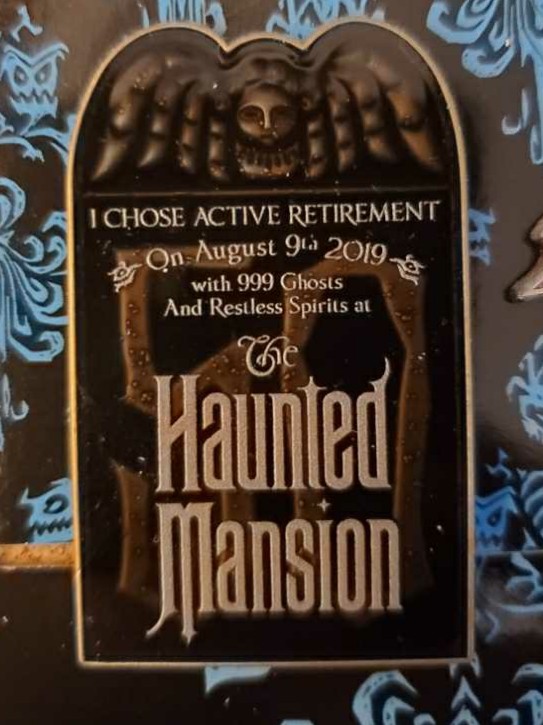 I CHOSE ACTIVE RETIREMENT
On August 9th 2019
with 999 Ghosts
And Restless Spirits at
The
Haunted
Mansion